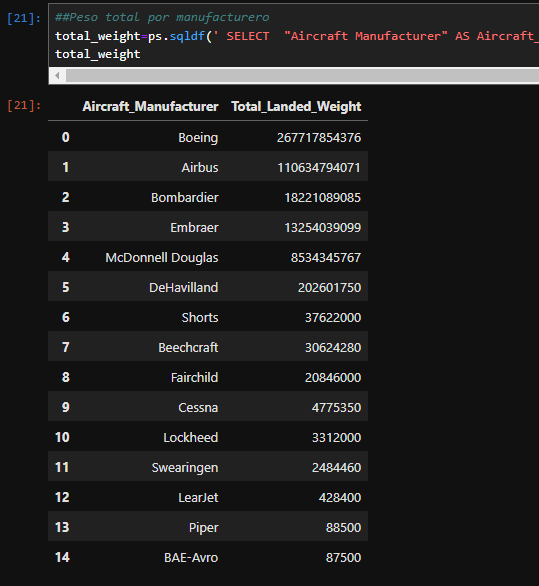 [21]: ##Peso total por manufacturero
total_weight=ps.sqldf(' SELECT  "Aircraft Manufacturer" AS Aircraft_
total_weight
[21]: Aircraft_Manufacturer Total_Landed_Weight
0 Boeing 267717854376
1 Airbus 110634794071
2 Bombardier 18221089085
3 Embraer 13254039099
4 McDonnell Douglas 8534345767
5 DeHavilland 202601750
6 Shorts 37622000
7 Beechcraft 30624280
8 Fairchild 20846000
9 Cessna 4775350
10 Lockheed 3312000
11 Swearingen 2484460
12 LearJet 428400
13 Piper 88500
14 BAE-Avro 87500